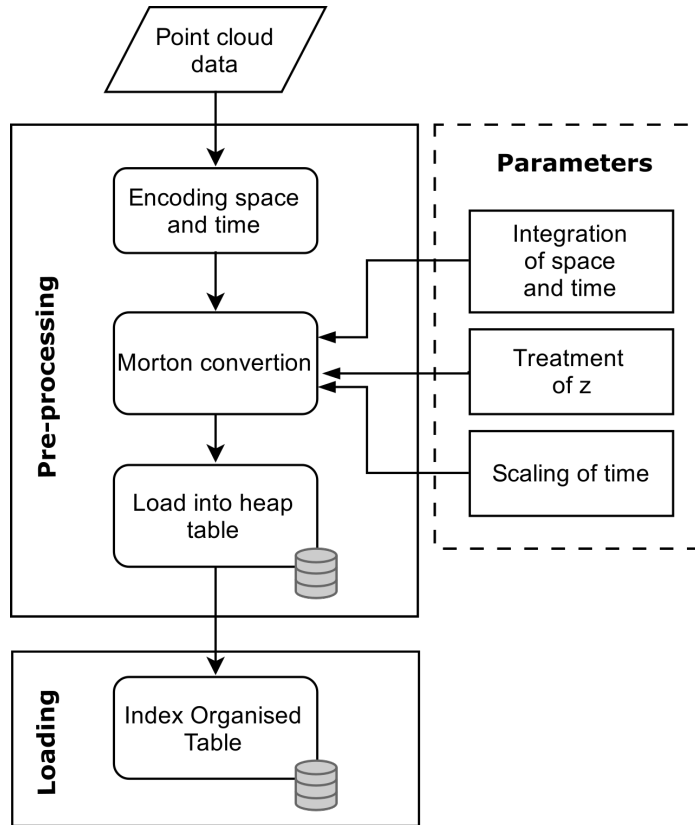 Point cloud
data
Pre-processing
Encoding space
and time
Morton convertion
Load into heap
table
Parameters
Integration
of space
and time
Treatment
of z
Scaling of time
Loading
Index Organised
Table